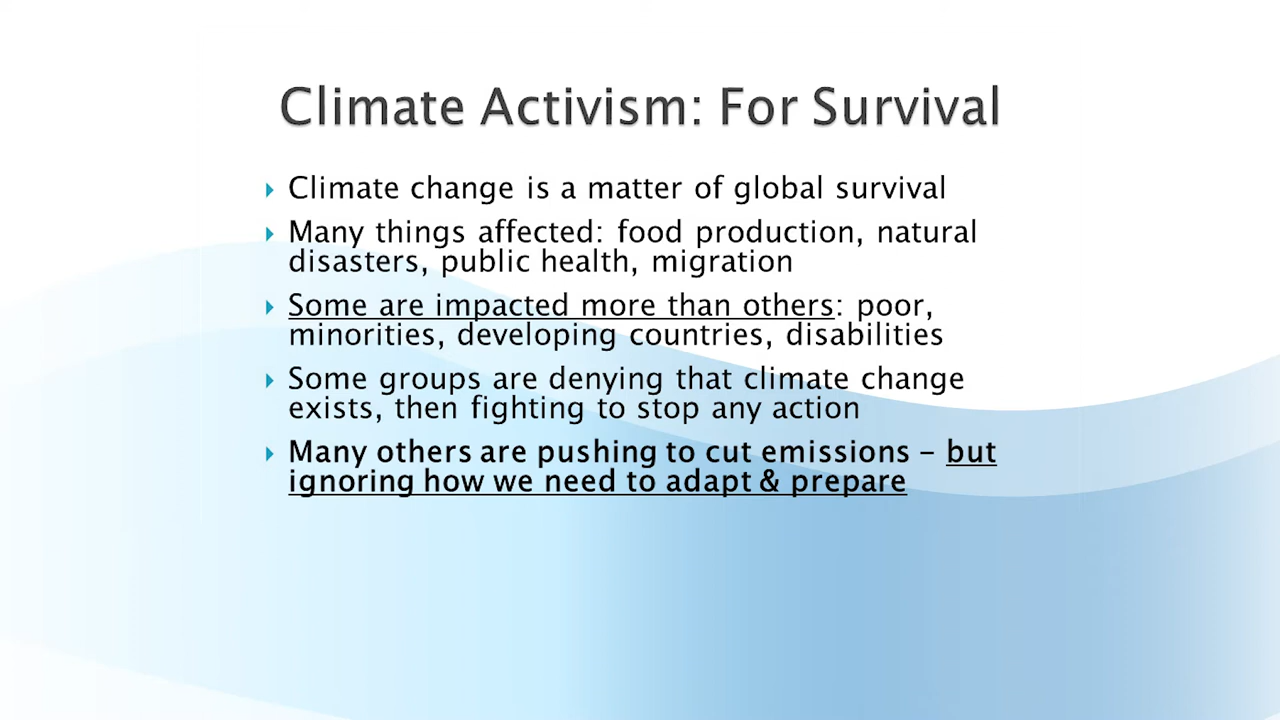 Climate Activism: For Survival
Climate change is a matter of global survival
Many things affected: food production, natural
disasters, public health, migration
Some are impacted more than others: poor,
minorities, developing countries, disabilities
Some groups are denying that climate change
exists, then fighting to stop any action
Many others are pushing to cut emissions – but
ignoring how we need to adapt & prepare